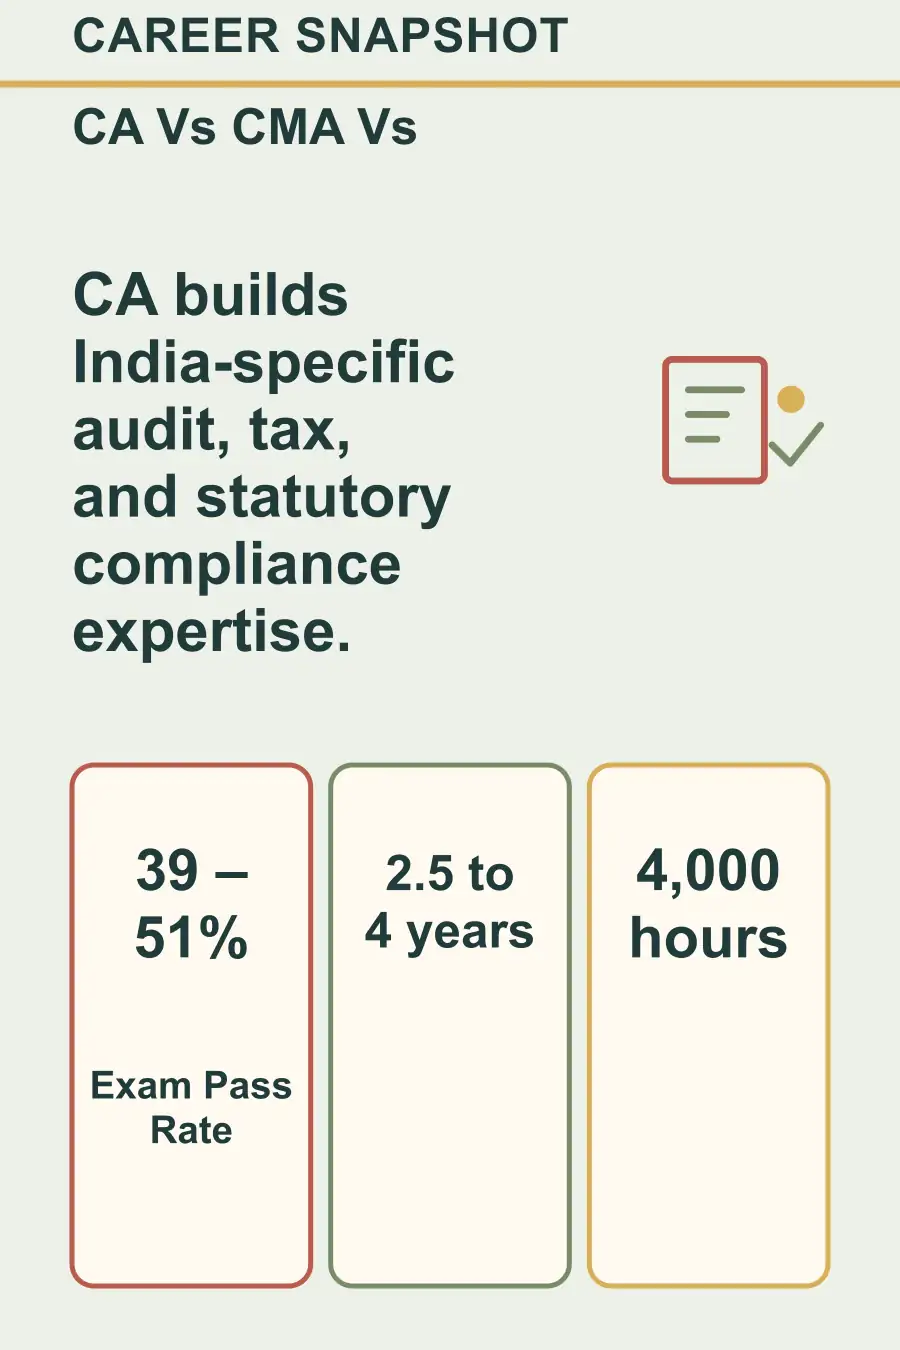 CAREER SNAPSHOT
CA Vs CMA Vs
CA builds
India-specific
audit, tax,
and statutory
compliance
expertise.
39 –
51%
Exam Pass
Rate
2.5 to
4 years
4,000
hours